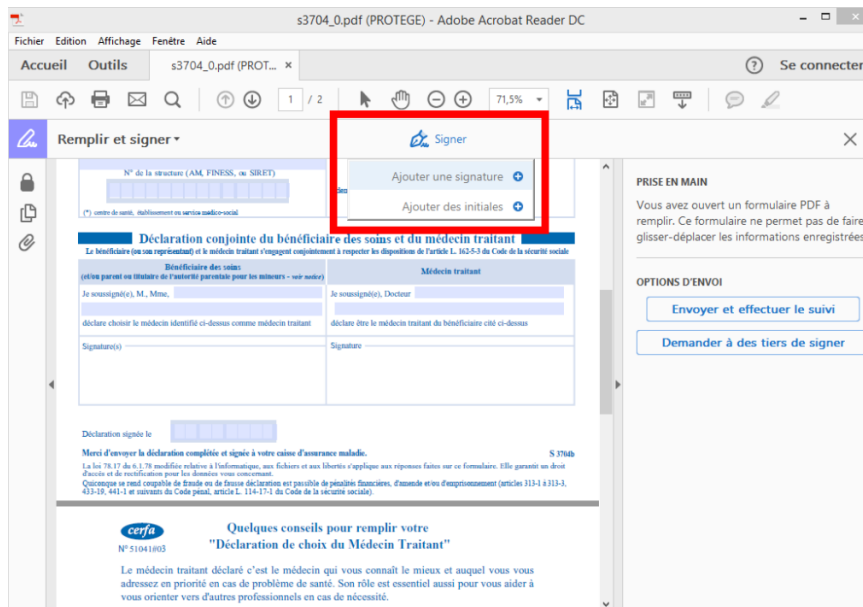 s3704_0.pdf (PROTEGE) - Adobe Acrobat Reader DC
Fichier Edition Affichage Fenêtre Aide
Accueil Outils s3704_0.pdf (PROT... × ? Se connecter
1 / 2 71,5%
Remplir et signer Signer
Ajouter une signature
Ajouter des initiales
N° de la structure (AM, FINESS, ou SIRET)
(*) centre de santé, établissement ou service médico-social
Déclaration conjointe du bénéficiaire des soins et du médecin traitant
Le bénéficiaire (ou son représentant) et le médecin traitant s'engagent conjointement à respecter les disposition de l'article L. 162-5-3 du Code de la sécurité sociale
Bénéficiaire des soins
(et/ou parent ou titulaire de l'autorité parentale pour les mineurs - voir notice)
Médecin traitant
Je soussigné(e), M., Mme,
Je soussigné(e), Docteur
déclare choisir le médecin identifié ci-dessus comme médecin traitant
déclare être le médecin traitant du bénéficiaire cité ci-dessus
Signature(s)
Signature
Déclaration signée le
Merci d'envoyer la déclaration complétée et signée à votre caisse d'assurance maladie. S 3704b
La loi 78.17 du 6.1.78 modifiée relative à l'informatique, aux fichiers et aux libertés s'applique aux réponses faites sur ce formulaire. Elle garantit un droit
d'accès et de rectification pour les données vous concernant.
Quiconque se rend coupable de fraude ou de fausse déclaration est passible de pénalités financières, d'amende et/ou d'emprisonnement (articles 313-1 à 313-3,
433-19, 441-1 et suivants du Code pénal, article L. 114-17-1 du Code de la sécurité sociale).
cerfa
N° 51041#03
Quelques conseils pour remplir votre
"Déclaration de choix du Médecin Traitant"
Le médecin traitant déclaré c'est le médecin qui vous connaît le mieux et auquel vous vous
adressez en priorité en cas de problème de santé. Son rôle est essentiel aussi pour vous aider à
vous orienter vers d'autres professionnels en cas de nécessité.
PRISE EN MAIN
Vous avez ouvert un formulaire PDF à
remplir. Ce formulaire ne permet pas de faire
glisser-déplacer les informations enregistrées
OPTIONS D'ENVOI
Envoyer et effectuer le suivi
Demander à des tiers de signer